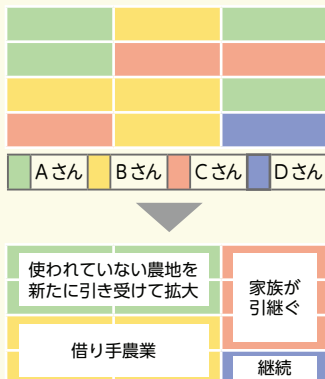 Aさん Bさん Cさん Dさん
使われていない農地を
新たに引き受けて拡大
家族が
引継ぐ
借り手農業
継続